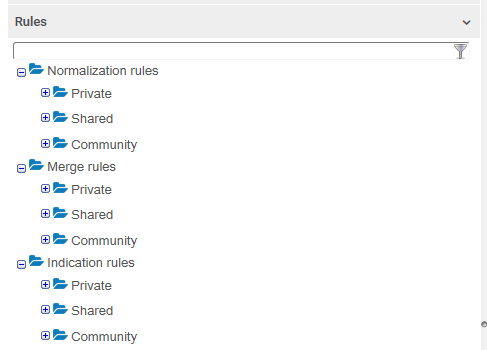 Rules
Normalization rules
Private
Shared
Community
Merge rules
Private
Shared
Community
Indication rules
Private
Shared
Community